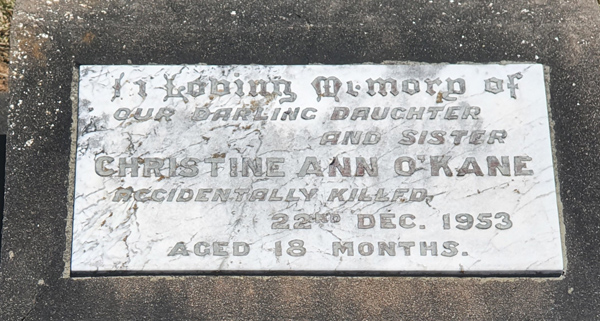 In Loving Memory of
OUR DARLING DAUGHTER
AND SISTER
CHRISTINE ANN O'KANE
ACCIDENTALLY KILLED,
22ND DEC. 1953
AGED 18 MONTHS.